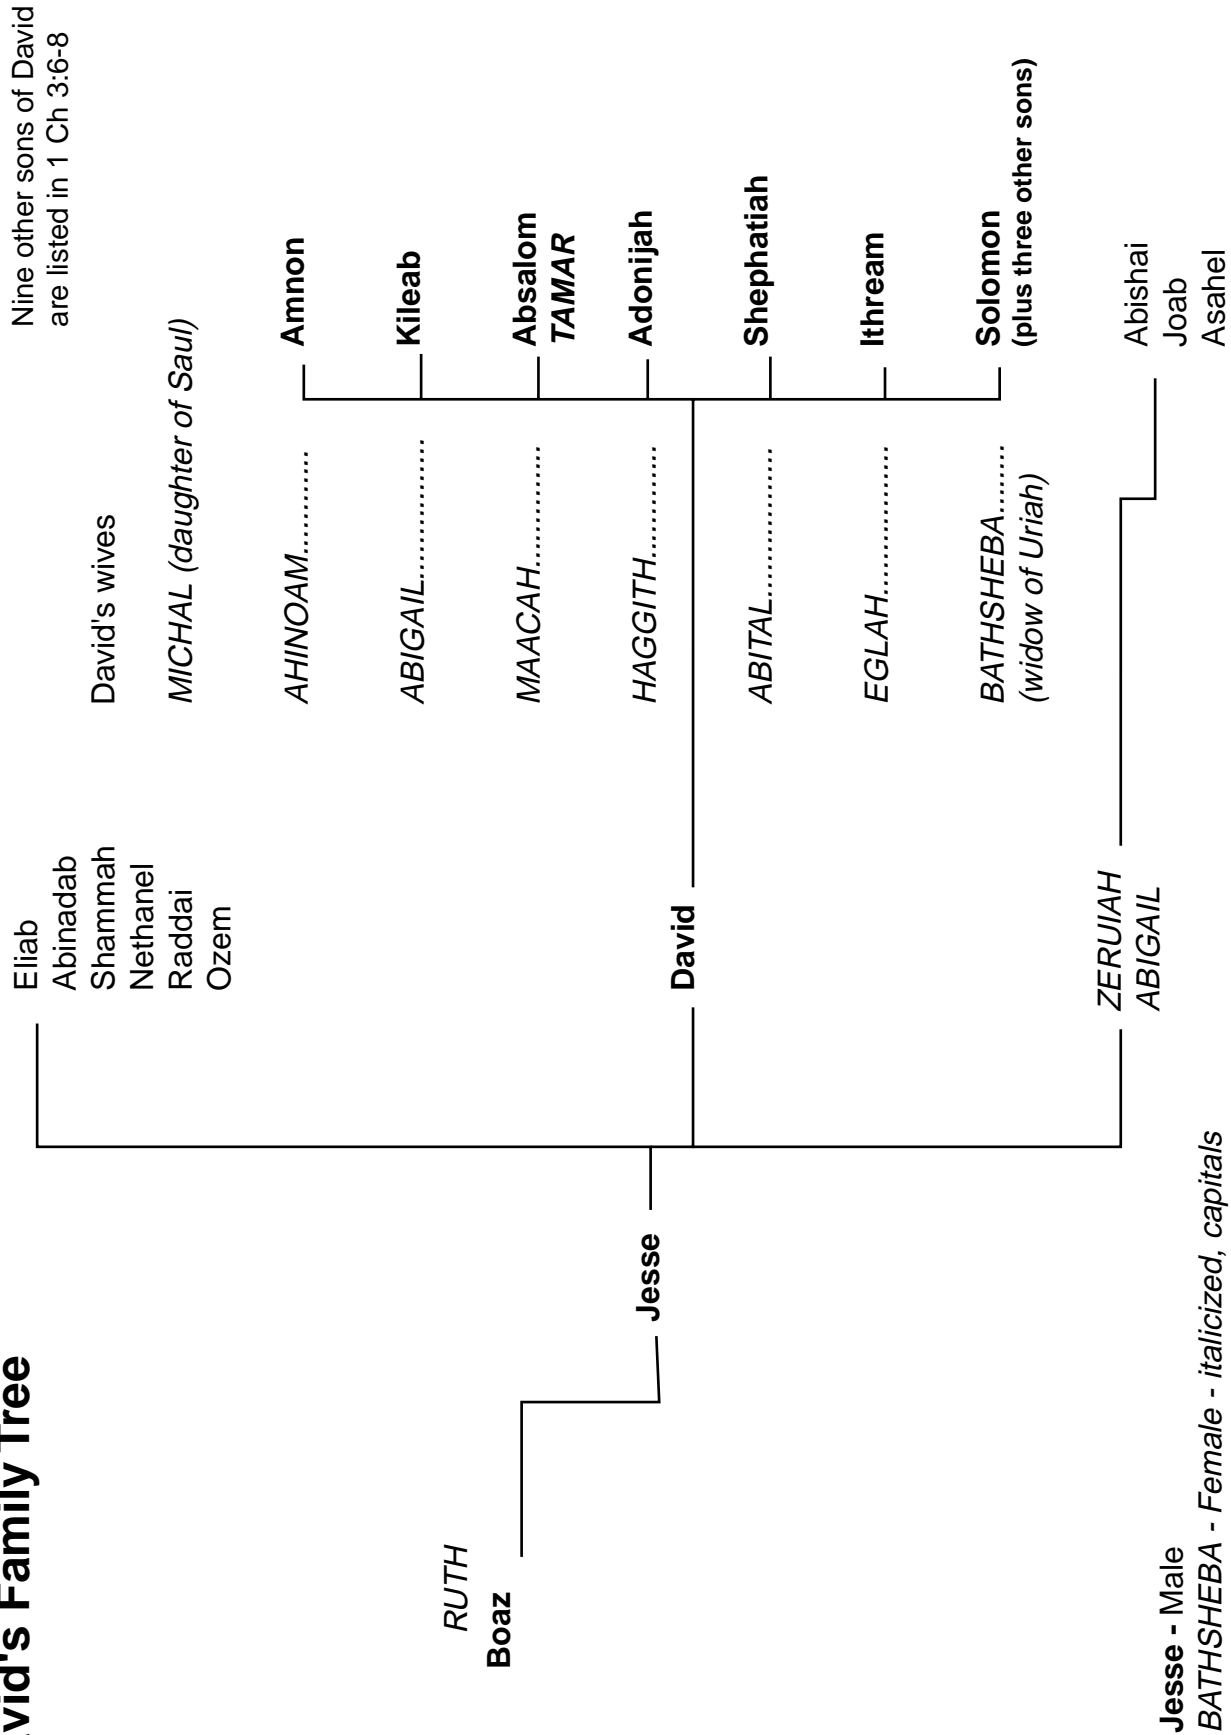 vid's Family Tree
Nine other sons of David
are listed in 1 Ch 3:6-8
Eliab
Abinadab
Shammah
Nethanel
Raddai
Ozem
David's wives
MICHAL (daughter of Saul)
AHINOAM..........
Amnon
ABIGAIL................
Kileab
MAACAH.............
Absalom
TAMAR
HAGGITH.............
Adonijah
ABITAL.................
Shephatiah
EGLAH................
Ithream
BATHSHEBA........
(widow of Uriah)
Solomon
(plus three other sons)
RUTH
Boaz
Jesse
David
ZERUIAH
ABIGAIL
Abishai
Joab
Asahel
Jesse - Male
BATHSHEBA - Female - italicized, capitals